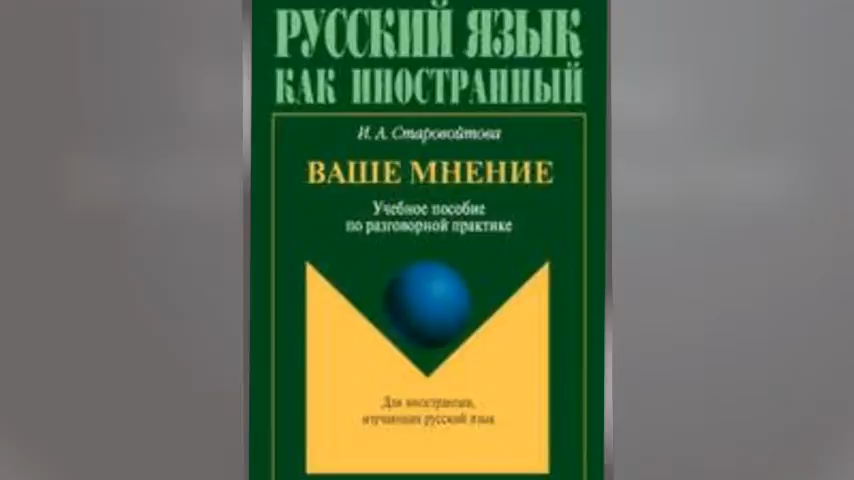 РУССКИЙ ЯЗЫК
КАК ИНОСТРАННЫЙ
И. А. Старовойтова
ВАШЕ МНЕНИЕ
Учебное пособие
по разговорной практике
Для иностранцев,
изучающих русский язык